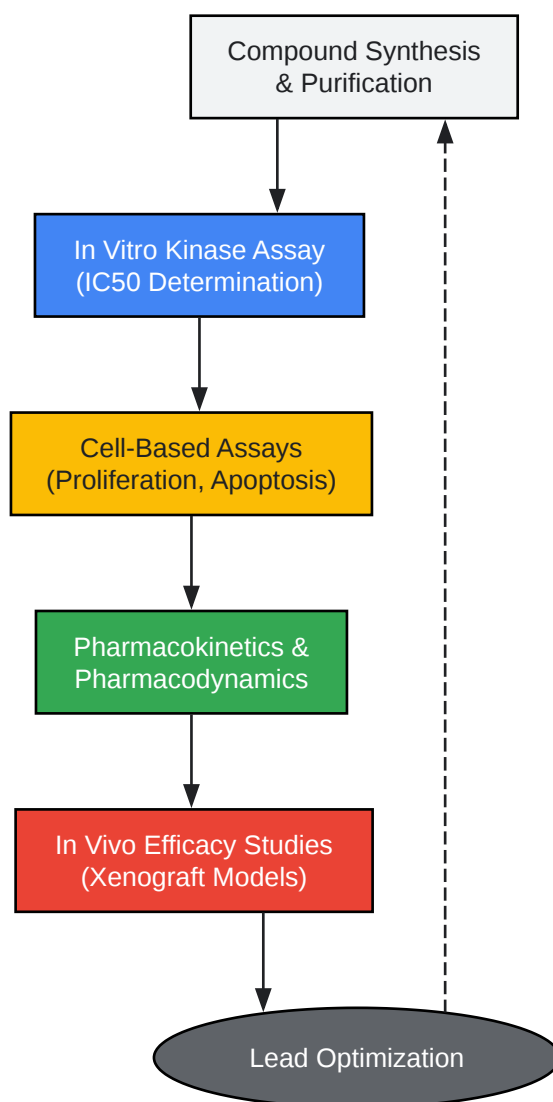 Compound Synthesis
& Purification
In Vitro Kinase Assay
(IC50 Determination)
Cell-Based Assays
(Proliferation, Apoptosis)
Pharmacokinetics &
Pharmacodynamics
In Vivo Efficacy Studies
(Xenograft Models)
Lead Optimization